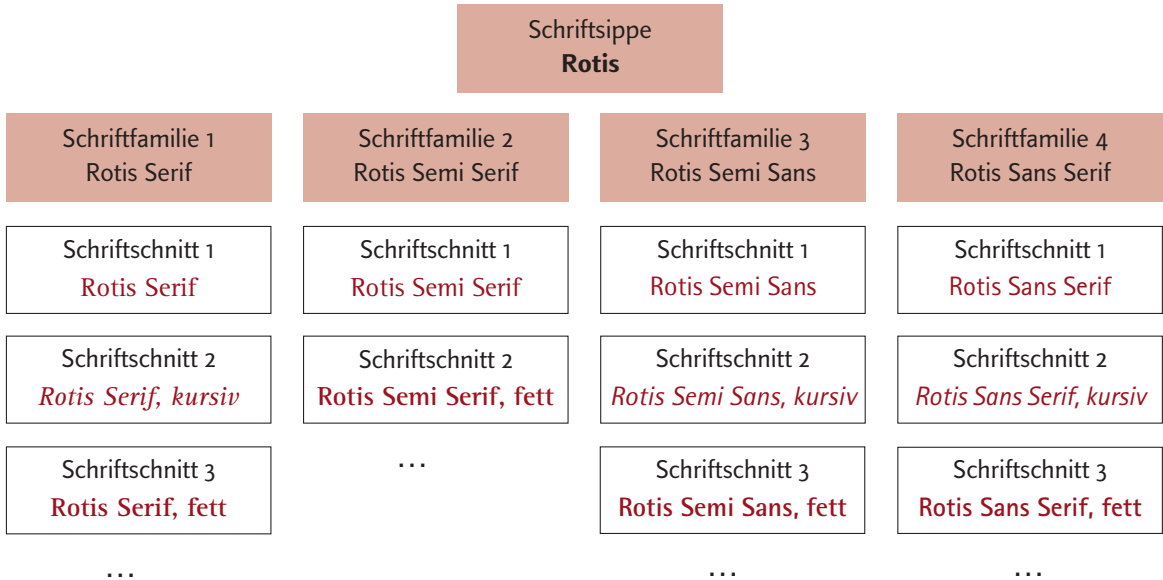 Schriftsippe
Rotis
Schriftfamilie 1
Rotis Serif
Schriftfamilie 2
Rotis Semi Serif
Schriftfamilie 3
Rotis Semi Sans
Schriftfamilie 4
Rotis Sans Serif
Schriftschnitt 1
Rotis Serif
Schriftschnitt 1
Rotis Semi Serif
Schriftschnitt 1
Rotis Semi Sans
Schriftschnitt 1
Rotis Sans Serif
Schriftschnitt 2
Rotis Serif, kursiv
Schriftschnitt 2
Rotis Semi Serif, fett
Schriftschnitt 2
Rotis Semi Sans, kursiv
Schriftschnitt 2
Rotis Sans Serif, kursiv
Schriftschnitt 3
Rotis Serif, fett
...
Schriftschnitt 3
Rotis Semi Sans, fett
Schriftschnitt 3
Rotis Sans Serif, fett
...
...
...